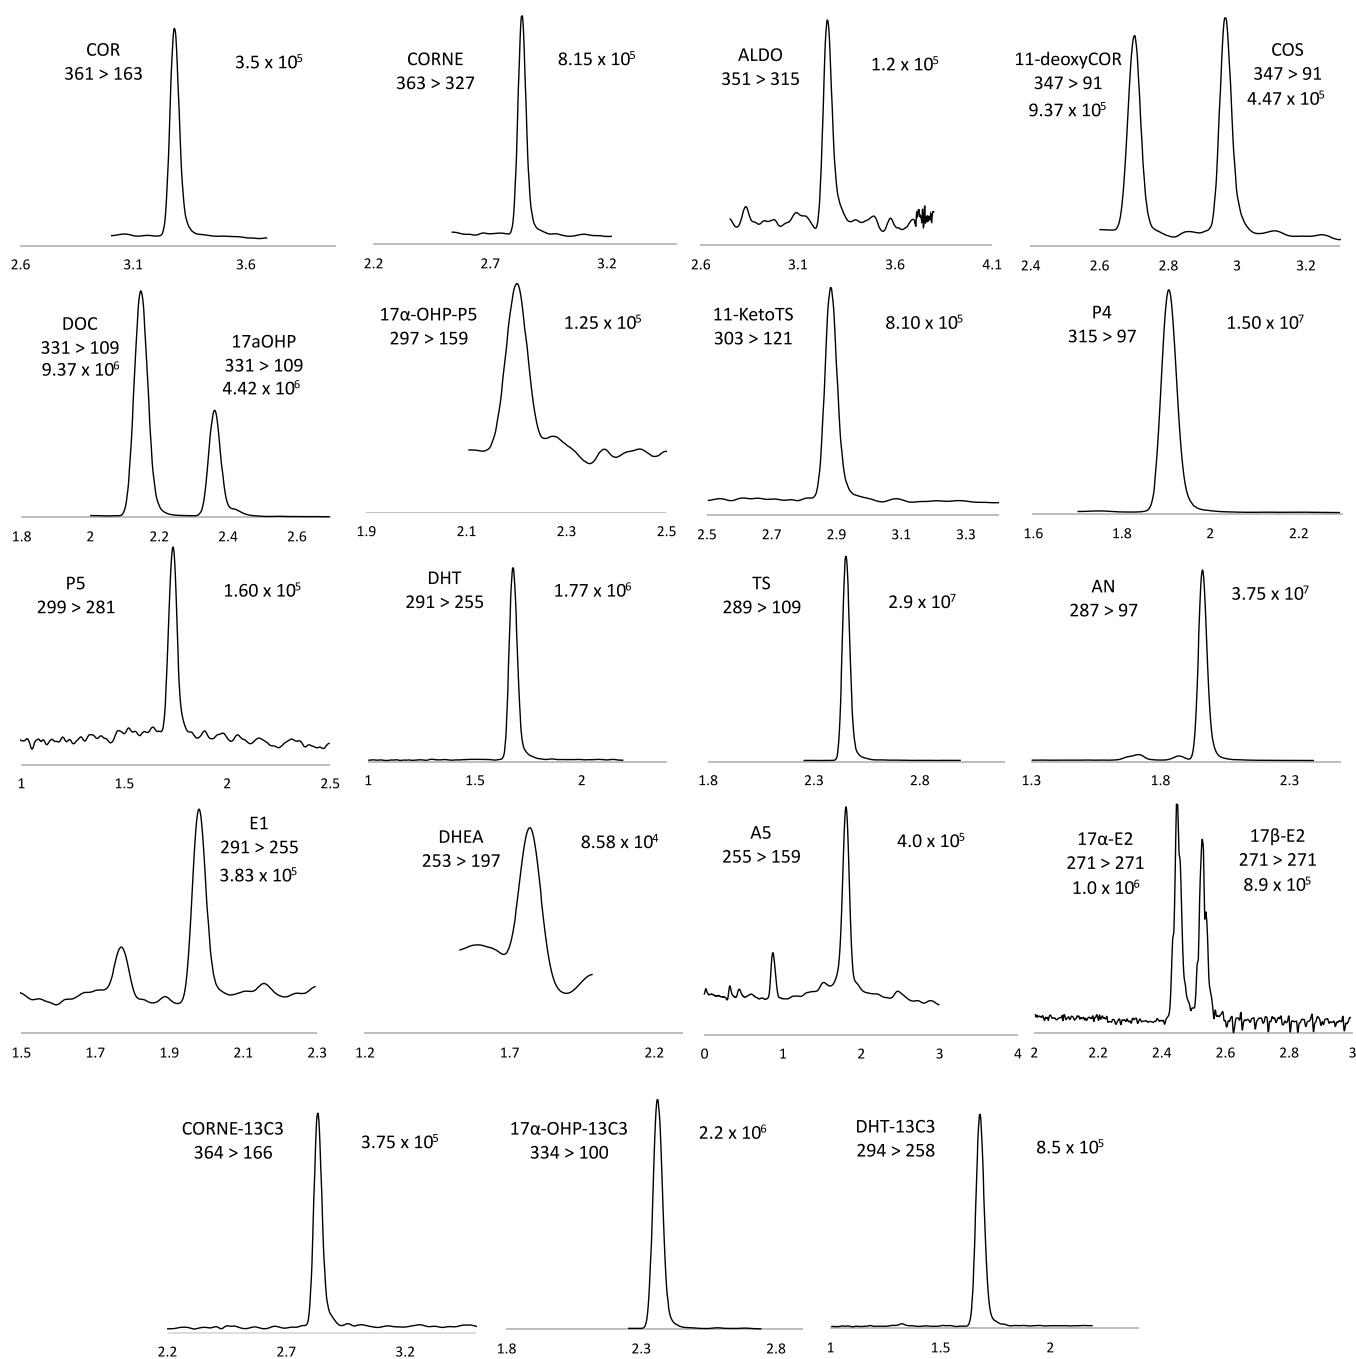 COR
361 > 163
3.5 x 10⁵
2.6 3.1 3.6
CORNE
363 > 327
8.15 x 10⁵
2.2 2.7 3.2
ALDO
351 > 315
1.2 x 10⁵
2.6 3.1 3.6 4.1
11-deoxyCOR
347 > 91
9.37 x 10⁵
COS
347 > 91
4.47 x 10⁵
2.4 2.6 2.8 3 3.2
DOC
331 > 109
9.37 x 10⁶
17aOHP
331 > 109
4.42 x 10⁶
1.8 2 2.2 2.4 2.6
17α-OHP-P5
297 > 159
1.25 x 10⁵
1.9 2.1 2.3 2.5
11-KetoTS
303 > 121
8.10 x 10⁵
2.5 2.7 2.9 3.1 3.3
P4
315 > 97
1.50 x 10⁷
1.6 1.8 2 2.2
P5
299 > 281
1.60 x 10⁵
1 1.5 2 2.5
DHT
291 > 255
1.77 x 10⁶
1 1.5 2
TS
289 > 109
2.9 x 10⁷
1.8 2.3 2.8
AN
287 > 97
3.75 x 10⁷
1.3 1.8 2.3
E1
291 > 255
3.83 x 10⁵
1.5 1.7 1.9 2.1 2.3
DHEA
253 > 197
8.58 x 10⁴
1.2 1.7 2.2
A5
255 > 159
4.0 x 10⁵
0 1 2 3 4
17α-E2
271 > 271
1.0 x 10⁶
17β-E2
271 > 271
8.9 x 10⁵
2 2.2 2.4 2.6 2.8 3
CORNE-13C3
364 > 166
3.75 x 10⁵
2.2 2.7 3.2
17α-OHP-13C3
334 > 100
2.2 x 10⁶
1.8 2.3 2.8
DHT-13C3
294 > 258
8.5 x 10⁵
1 1.5 2